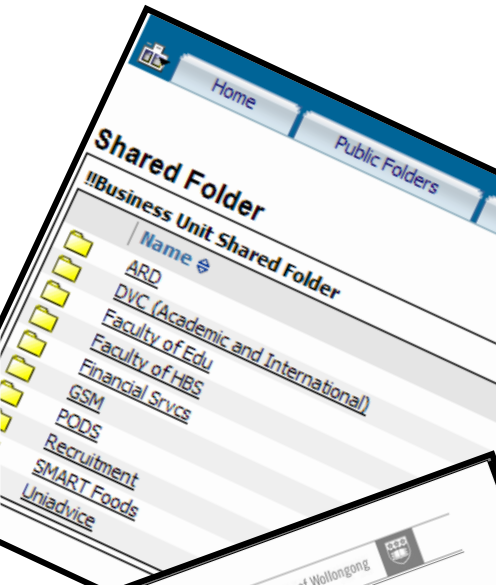 Home
Public Folders
Shared Folder
!!Business Unit Shared Folder
Name
ARD
DVC (Academic and International)
Faculty of Edu
Faculty of HBS
Financial Srvcs
GSM
PODS
Recruitment
SMART Foods
Uniadvice
of Wollongong